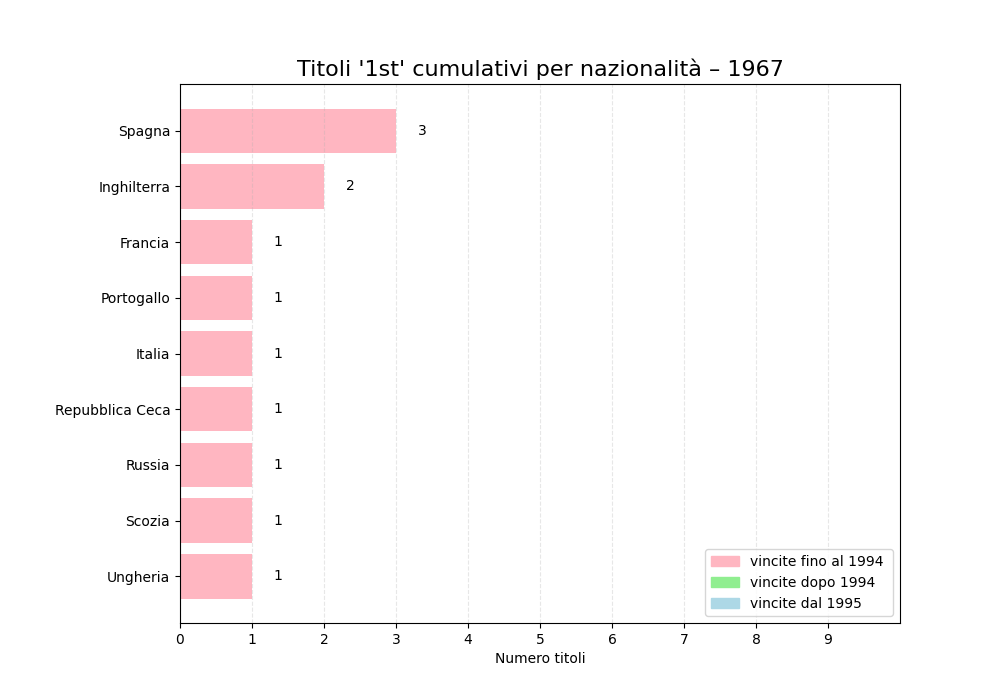 Titoli '1st' cumulativi per nazionalità – 1967
Spagna 3
Inghilterra 2
Francia 1
Portogallo 1
Italia 1
Repubblica Ceca 1
Russia 1
Scozia 1
Ungheria 1
vincite fino al 1994
vincite dopo 1994
vincite dal 1995
0 1 2 3 4 5 6 7 8 9
Numero titoli